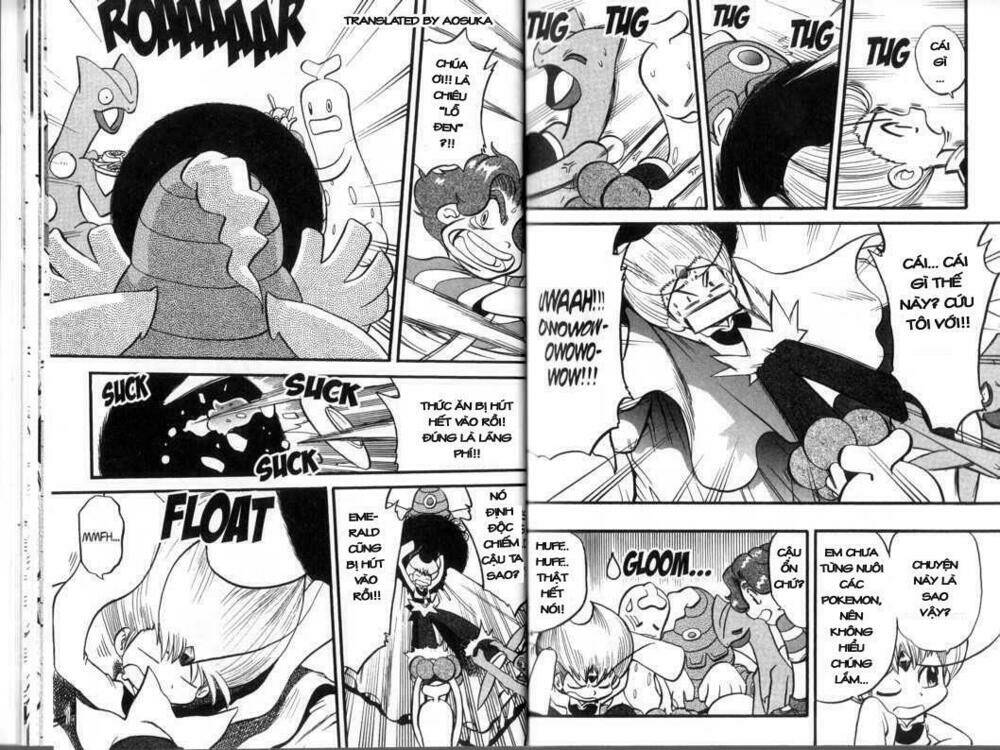 CÁI
GÌ
...
TUG
TUG
TUG
TUG
CÁI... CÁI
GÌ THẾ
NÀY? CỨU
TÔI VỚI!!
UWAAH!!!
OWOWOW-
OWOWO-
WOW!!!
CHUYỆN
NÀY LÀ
SAO
VẬY?
EM CHƯA
TỪNG NUÔI
CÁC
POKEMON,
NÊN
KHÔNG
HIỂU
CHÚNG
LẮM...
CẬU
ỔN
CHỨ?
GLOOM...
HUFF..
HUFF..
THẬT
HẾT
NÓI!
TRANSLATED BY AOSUKA
CHÚA
ƠI!! LÀ
CHIÊU
"LỖ
ĐEN"
?!!
ROAAAAAR
THỨC ĂN BỊ HÚT
HẾT VÀO RỒI!
ĐÚNG LÀ LÃNG
PHÍ!!
SUCK
SUCK
SUCK
NÓ
ĐỊNH
ĐỘC
CHIẾM
CẬU TA
SAO?
EME-
RALD
CŨNG
BỊ HÚT
VÀO
RỒI!!
FLOAT
MMFH...